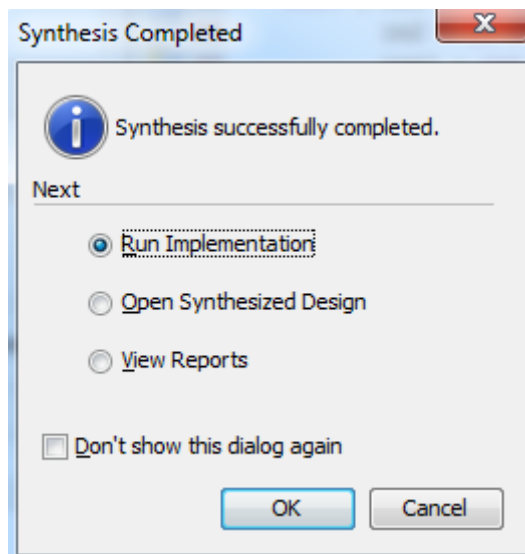 Synthesis Completed
Synthesis successfully completed.
Next
Run Implementation
Open Synthesized Design
View Reports
Don't show this dialog again
OK
Cancel